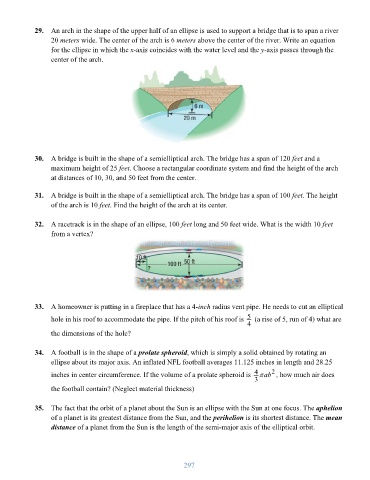 29. An arch in the shape of the upper half of an ellipse is used to support a bridge that is to span a river
20 meters wide. The center of the arch is 6 meters above the center of the river. Write an equation
for the ellipse in which the x-axis coincides with the water level and the y-axis passes through the
center of the arch.
6 m
20 m
30. A bridge is built in the shape of a semielliptical arch. The bridge has a span of 120 feet and a
maximum height of 25 feet. Choose a rectangular coordinate system and find the height of the arch
at distances of 10, 30, and 50 feet from the center.
31. A bridge is built in the shape of a semielliptical arch. The bridge has a span of 100 feet. The height
of the arch is 10 feet. Find the height of the arch at its center.
32. A racetrack is in the shape of an ellipse, 100 feet long and 50 feet wide. What is the width 10 feet
from a vertex?
10 ft
100 ft
50 ft
?
33. A homeowner is putting in a fireplace that has a 4-inch radius vent pipe. He needs to cut an elliptical
hole in his roof to accommodate the pipe. If the pitch of his roof is 5/4 (a rise of 5, run of 4) what are
the dimensions of the hole?
34. A football is in the shape of a prolate spheroid, which is simply a solid obtained by rotating an
ellipse about its major axis. An inflated NFL football averages 11.125 inches in length and 28.25
inches in center circumference. If the volume of a prolate spheroid is 4/3 πab², how much air does
the football contain? (Neglect material thickness)
35. The fact that the orbit of a planet about the Sun is an ellipse with the Sun at one focus. The aphelion
of a planet is its greatest distance from the Sun, and the perihelion is its shortest distance. The mean
distance of a planet from the Sun is the length of the semi-major axis of the elliptical orbit.
297